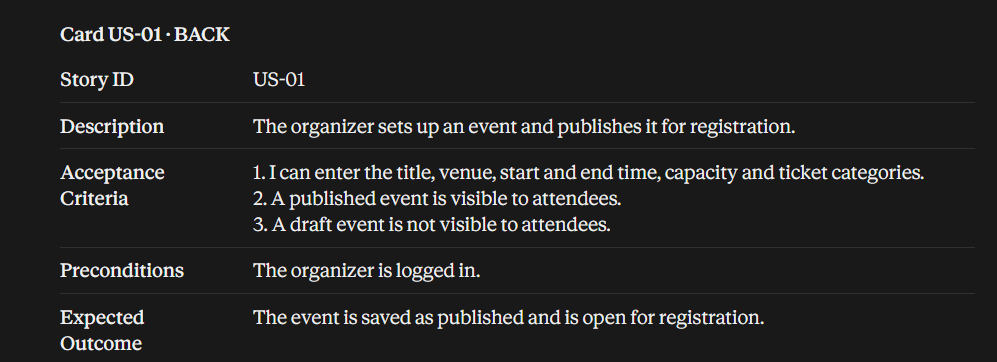 Card US-01 · BACK
Story ID US-01
Description The organizer sets up an event and publishes it for registration.
Acceptance Criteria
1. I can enter the title, venue, start and end time, capacity and ticket categories.
2. A published event is visible to attendees.
3. A draft event is not visible to attendees.
Preconditions The organizer is logged in.
Expected Outcome
The event is saved as published and is open for registration.